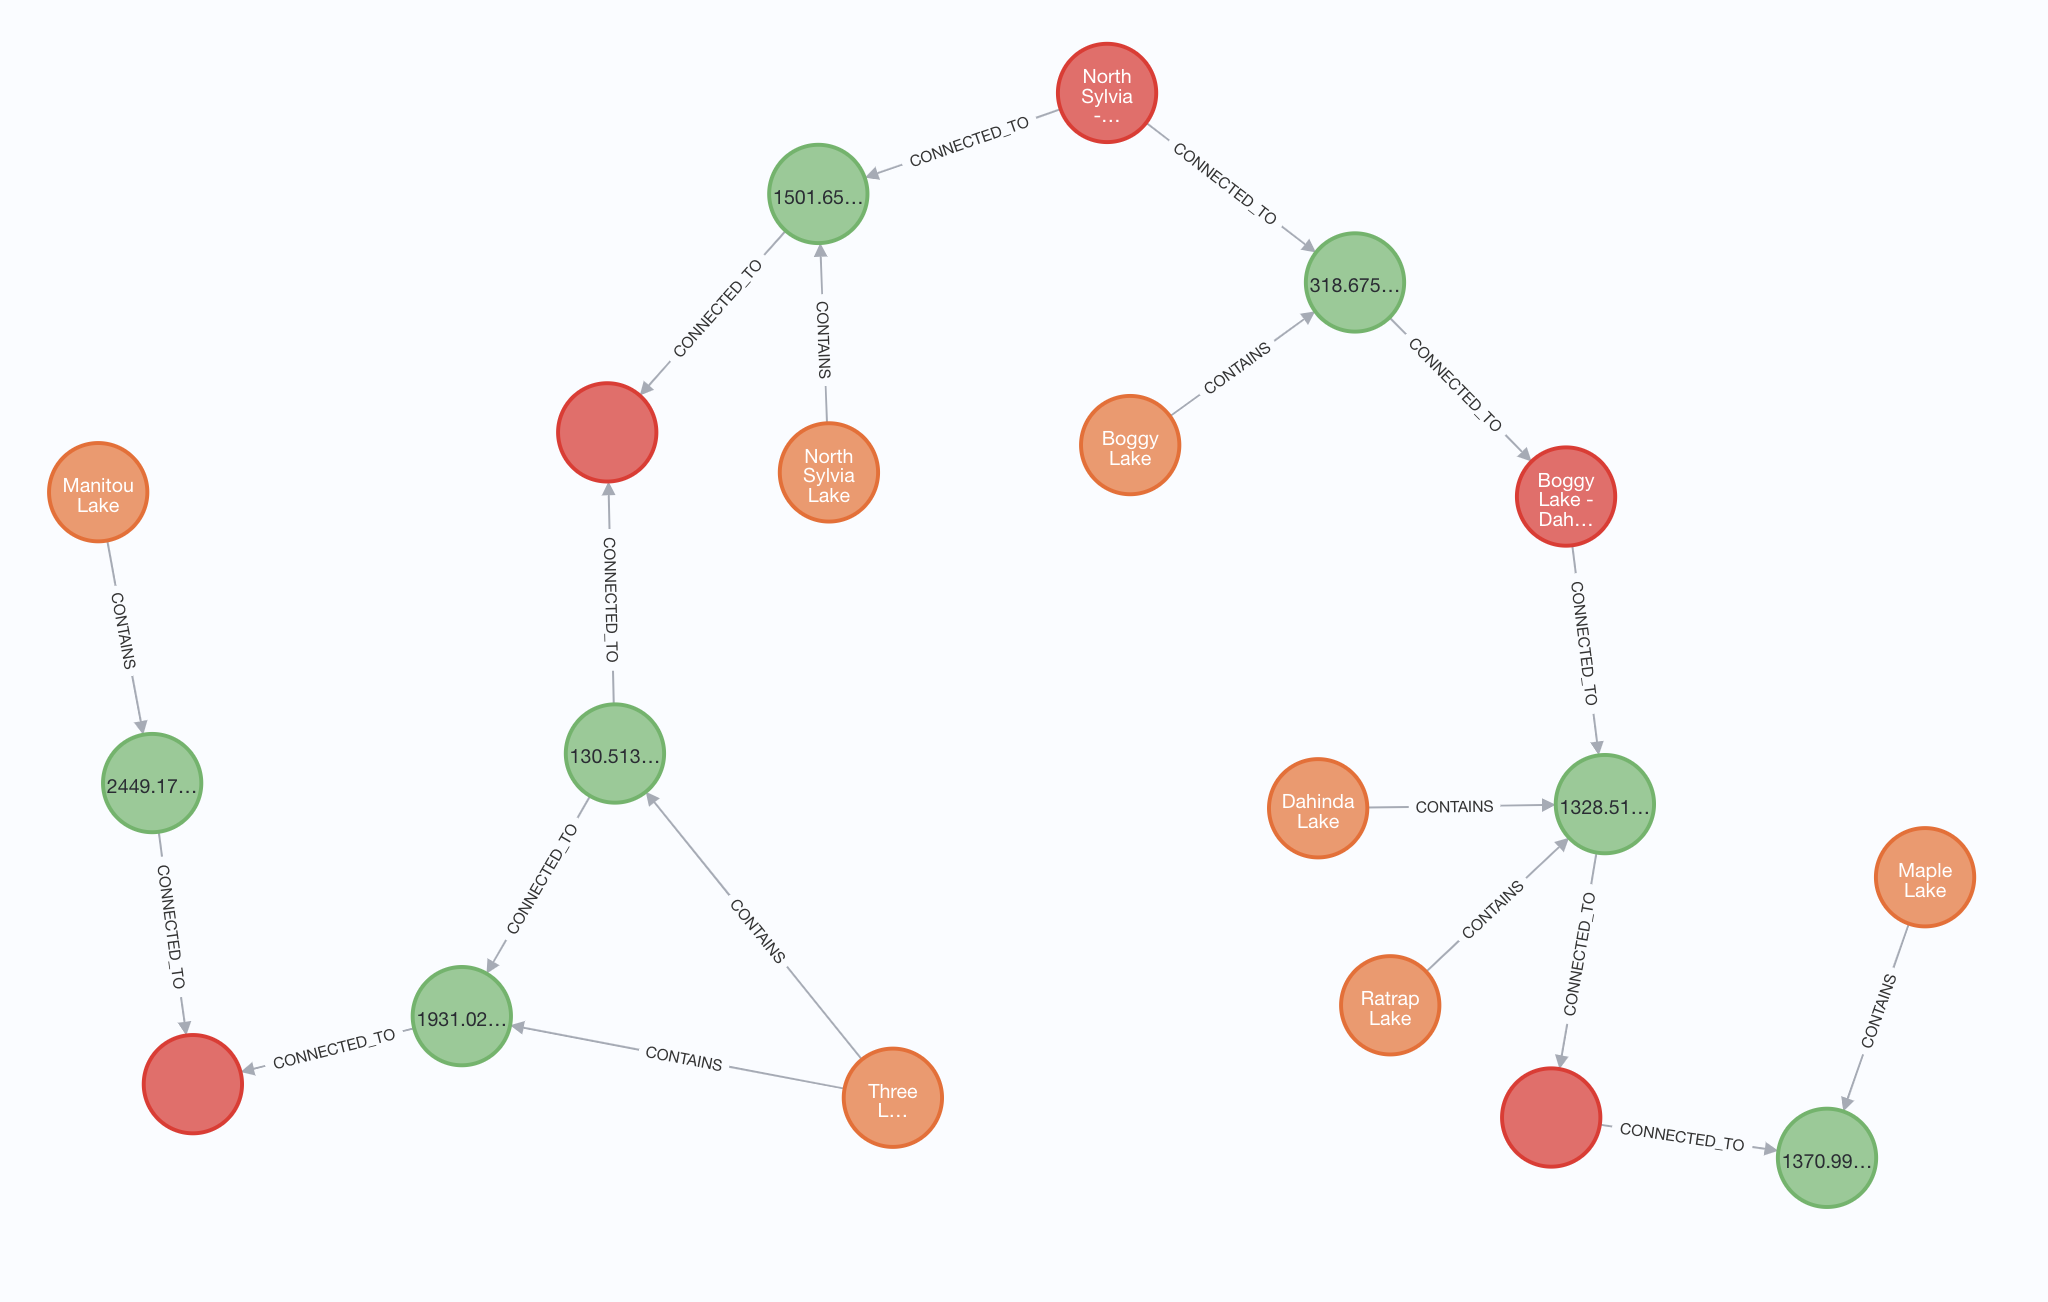 North
Sylvia
-...
CONNECTED_TO
CONNECTED_TO
1501.65...
318.675...
CONNECTED_TO
CONTAINS
CONTAINS
CONNECTED_TO
Boggy
Lake
North
Sylvia
Lake
Manitou
Lake
Boggy
Lake -
Dah...
CONTAINS
CONNECTED_TO
CONNECTED_TO
2449.17...
130.513...
Dahinda
Lake
CONTAINS
1328.51...
Maple
Lake
CONNECTED_TO
CONNECTED_TO
CONTAINS
CONTAINS
CONNECTED_TO
CONTAINS
Ratrap
Lake
1931.02...
CONNECTED_TO
CONTAINS
Three
L...
CONNECTED_TO
1370.99...